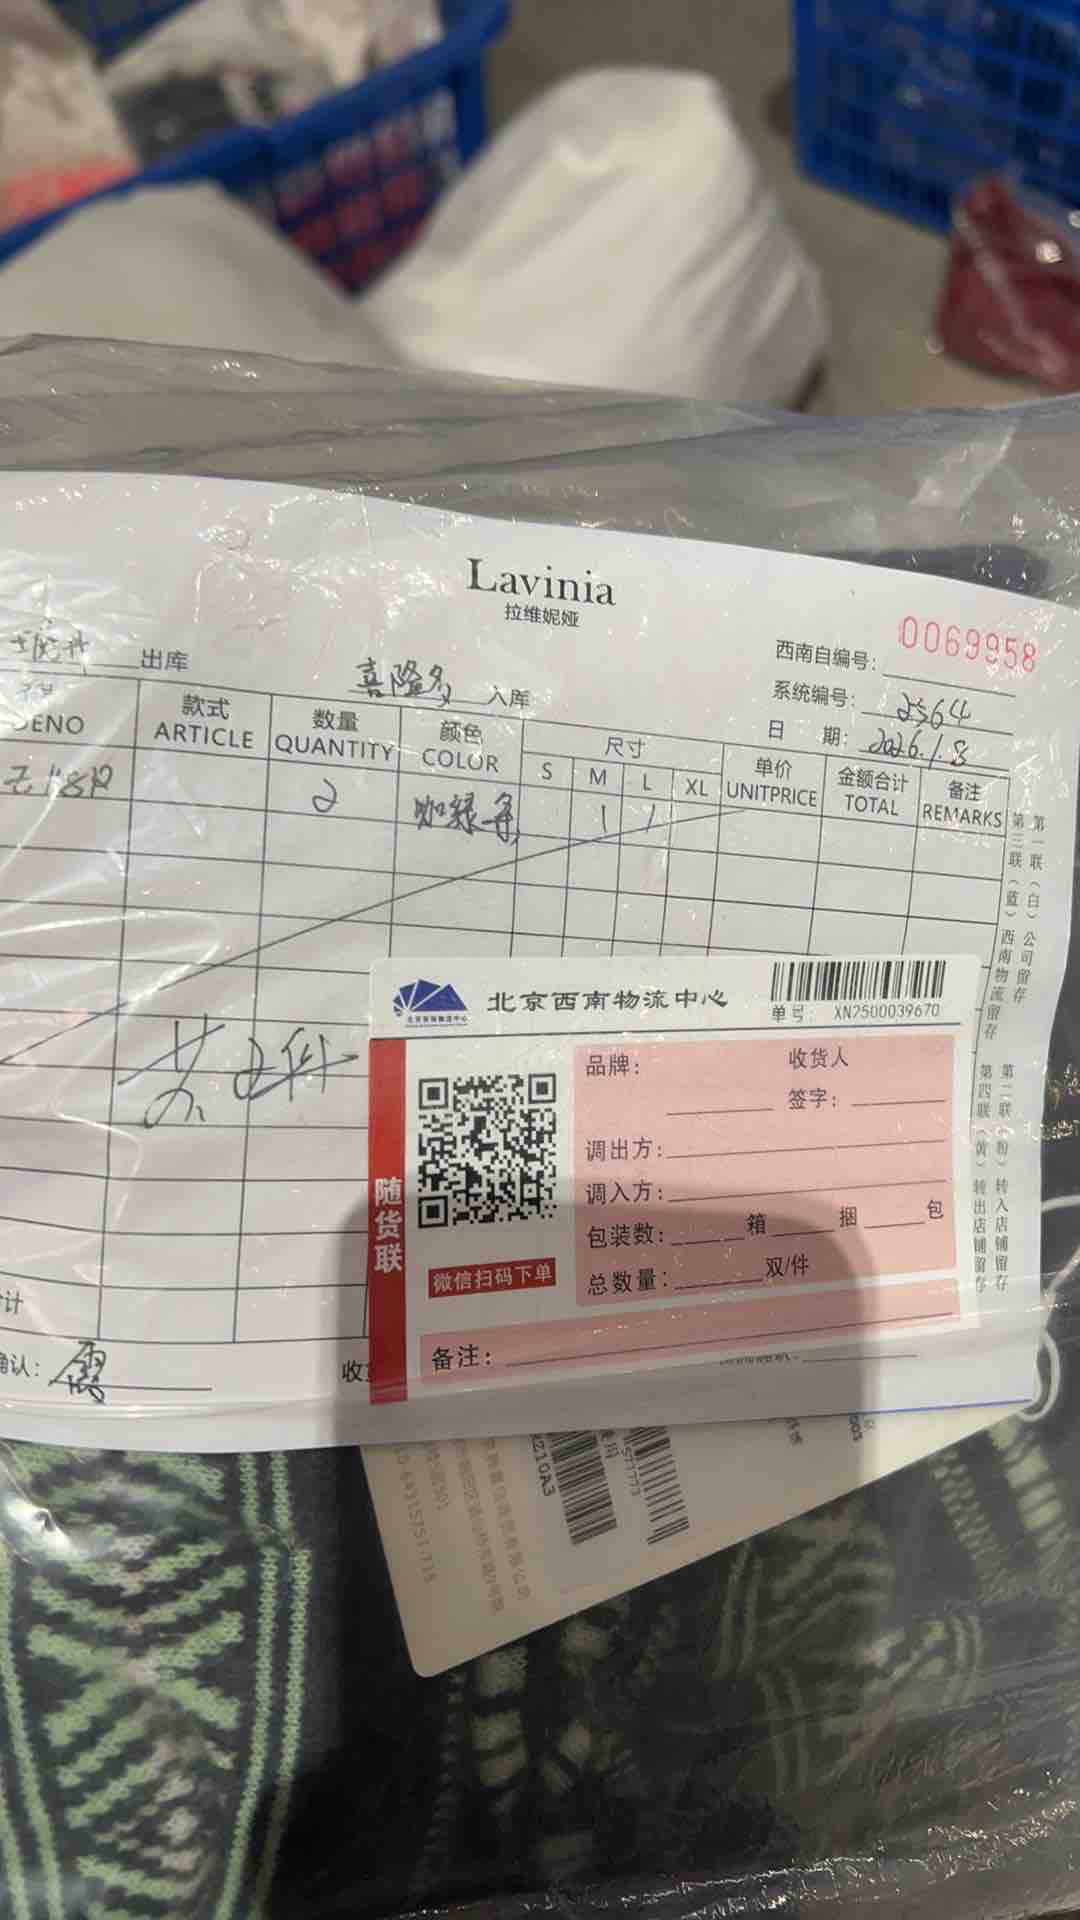 Lavinia
拉维妮娅
0069958
西南自编号:
出库
喜隆多 入库
系统编号: 2564
日 期: 2026.1.8
款式
ARTICLE
数量
QUANTITY
颜色
COLOR
尺寸
S M L XL
单价
UNITPRICE
金额合计
TOTAL
备注
REMARKS
2 咖绿 1 1
共2件
第一联(白)公司留存
第二联(粉)转入店铺留存
第三联(蓝)西南物流留存
第四联(黄)转出店铺留存
北京西南物流中心
单号: XN2500039670
随货联
微信扫码下单
品牌:
收货人
签字:
调出方:
调入方:
包装数: 箱 捆 包
总数量: 双/件
备注: